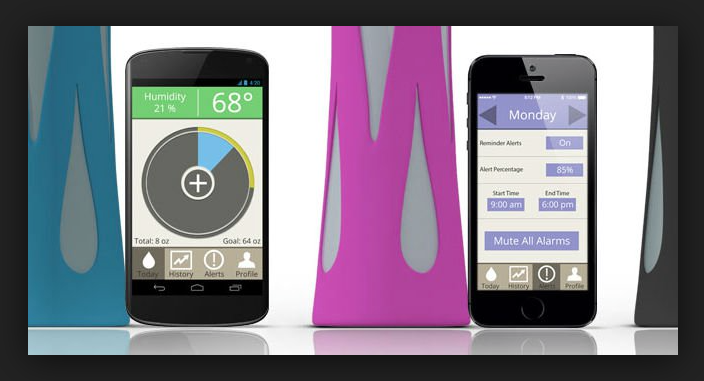 4:20
Humidity
21 %
68°
Total: 8 oz
Goal: 64 oz
Today
History
Alerts
Profile
100%
Monday
Reminder Alerts
On
Alert Percentage
85%
Start Time
End Time
9:00 am
6:00 pm
Mute All Alarms
Today
History
Alerts
Profile